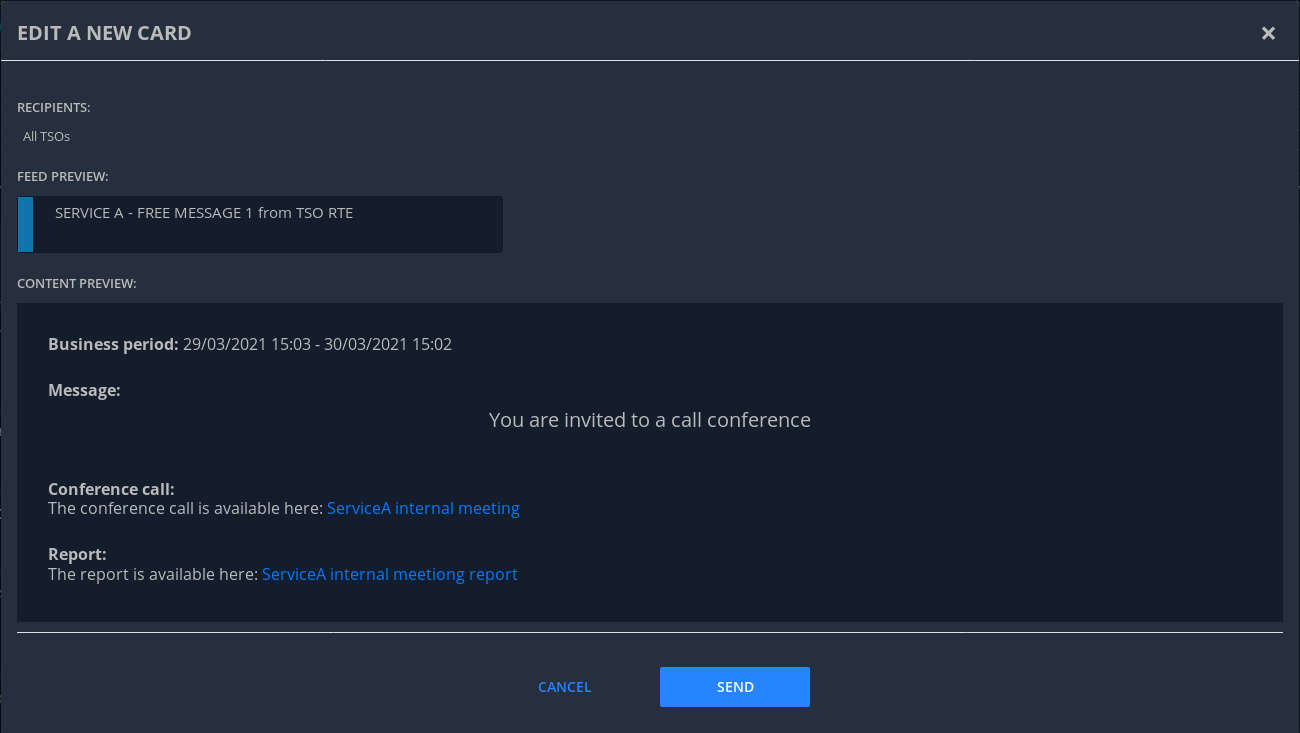 EDIT A NEW CARD
×
RECIPIENTS:
All TSOs
FEED PREVIEW:
SERVICE A - FREE MESSAGE 1 from TSO RTE
CONTENT PREVIEW:
Business period: 29/03/2021 15:03 - 30/03/2021 15:02
Message:
You are invited to a call conference
Conference call:
The conference call is available here: ServiceA internal meeting
Report:
The report is available here: ServiceA internal meetiong report
CANCEL
SEND